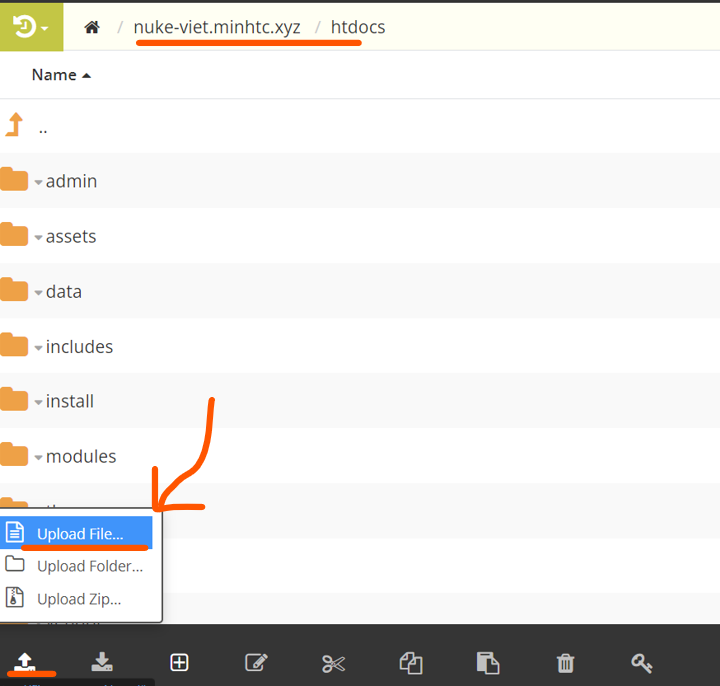 nuke-viet.minhtc.xyz / htdocs
Name
..
admin
assets
data
includes
install
modules
Upload File...
Upload Folder...
Upload Zip...